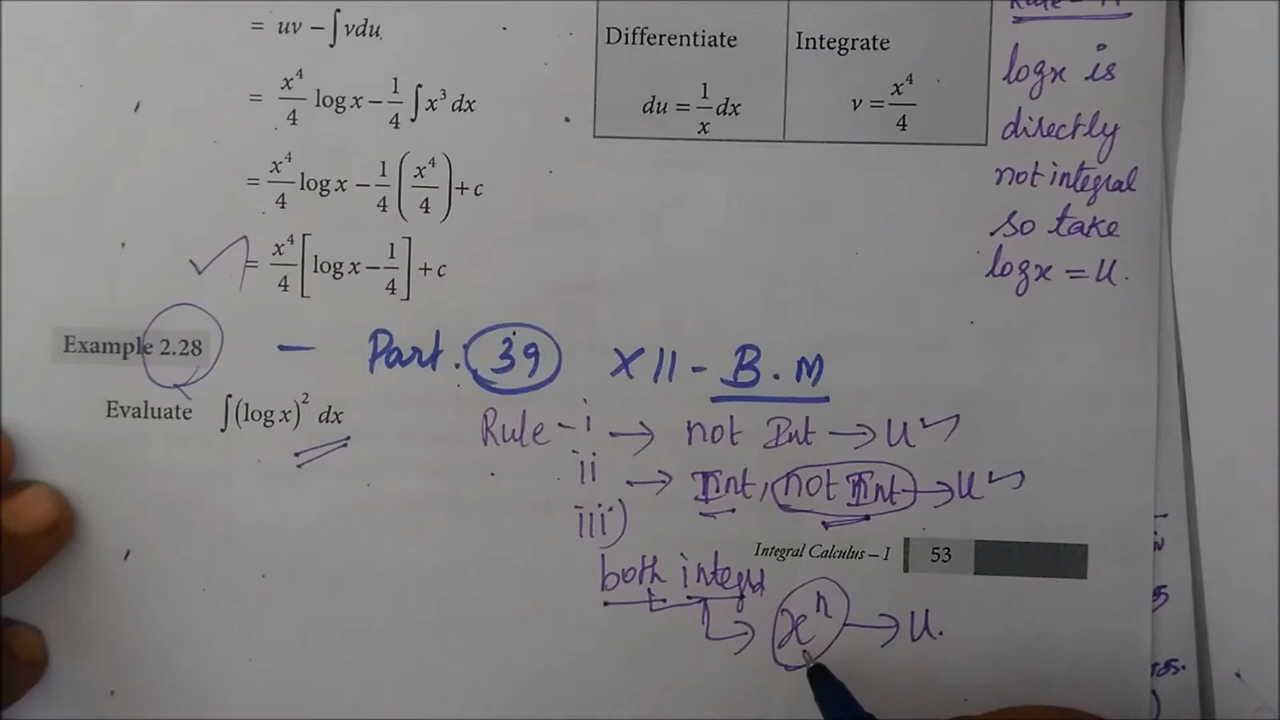 = uv − ∫ vdu
= x⁴/4 log x − 1/4 ∫ x³ dx
= x⁴/4 log x − 1/4 (x⁴/4) + c
= x⁴/4 [log x − 1/4] + c
Differentiate
du = 1/x dx
Integrate
v = x⁴/4
logx is
directly
not integral
so take
logx = u.
Example 2.28 – Part. 39 XII - B.M
Evaluate ∫(log x)² dx
Rule - i → not Int → u
ii → Int, not Int → u
iii)
both integral
xⁿ → u.
Integral Calculus – I 53